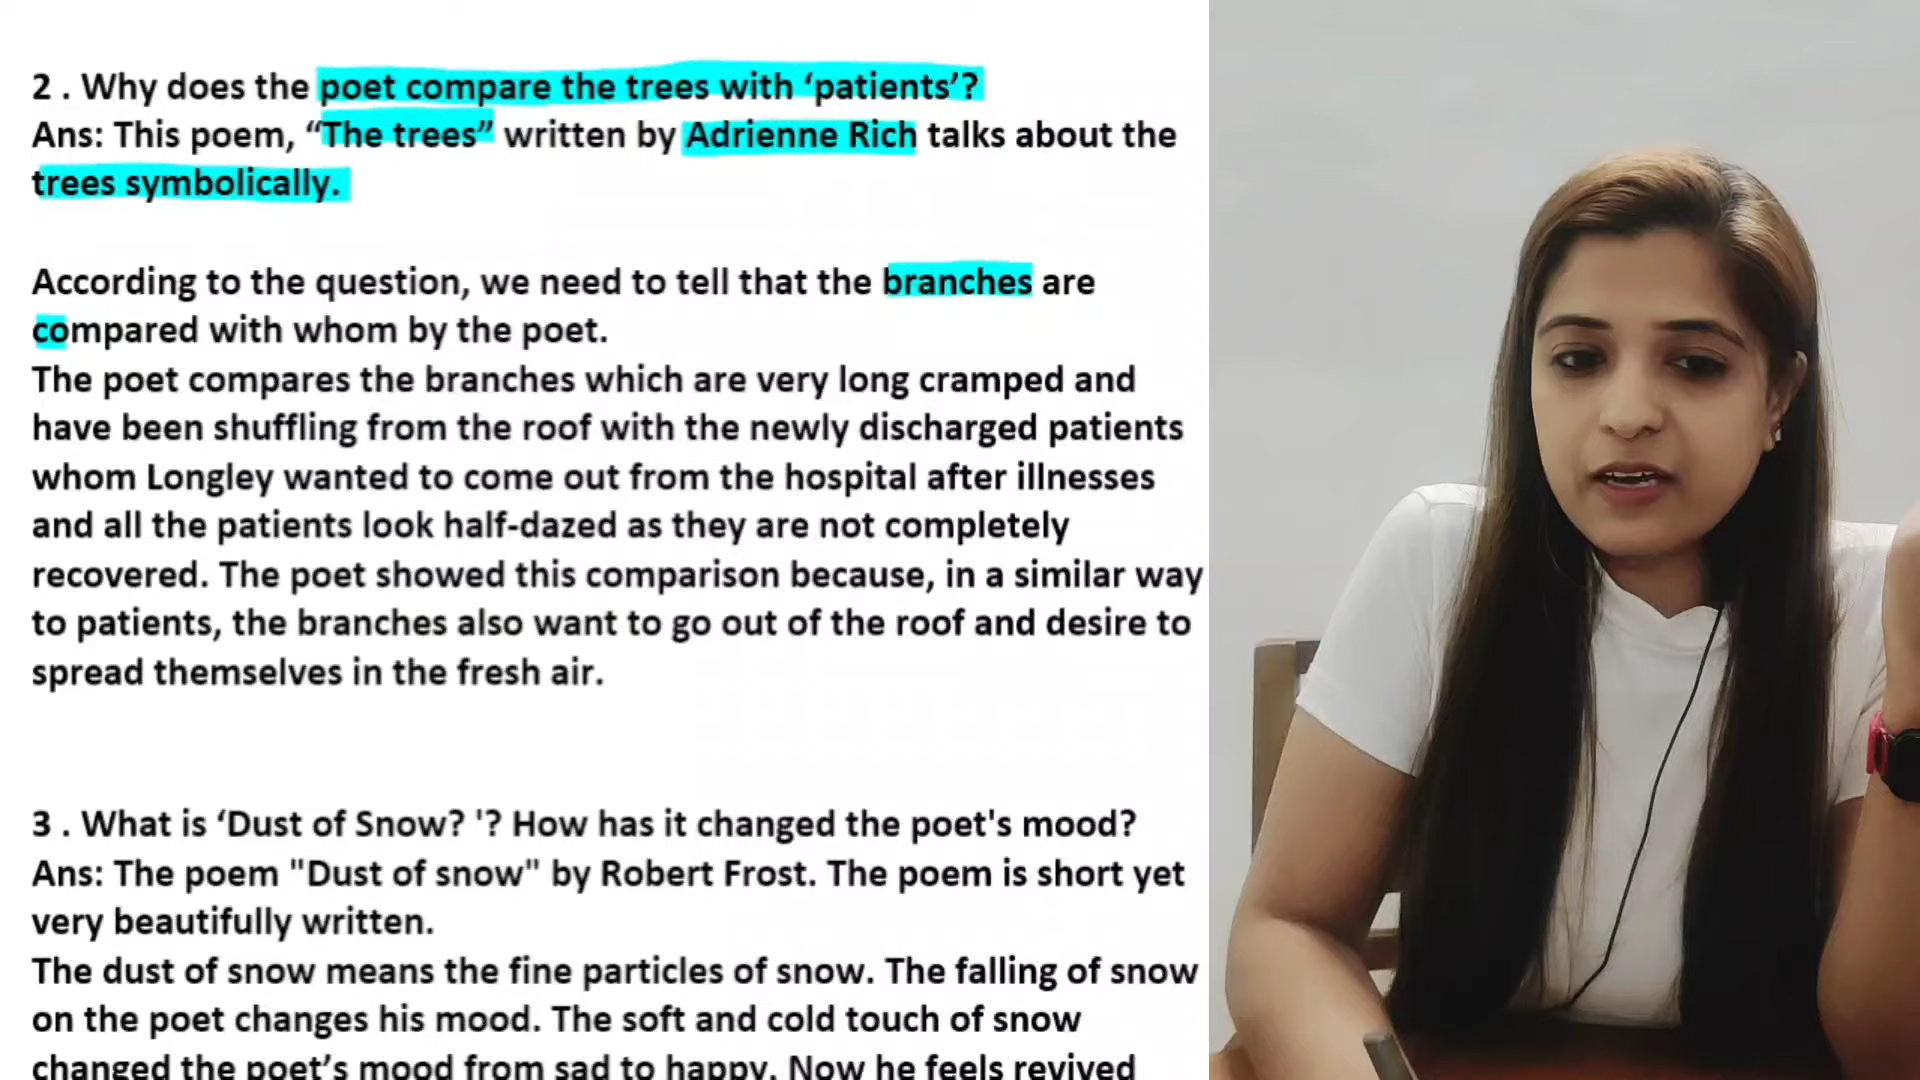 2 . Why does the poet compare the trees with ‘patients’?
Ans: This poem, “The trees” written by Adrienne Rich talks about the
trees symbolically.
According to the question, we need to tell that the branches are
compared with whom by the poet.
The poet compares the branches which are very long cramped and
have been shuffling from the roof with the newly discharged patients
whom Longley wanted to come out from the hospital after illnesses
and all the patients look half-dazed as they are not completely
recovered. The poet showed this comparison because, in a similar way
to patients, the branches also want to go out of the roof and desire to
spread themselves in the fresh air.
3 . What is ‘Dust of Snow? '? How has it changed the poet's mood?
Ans: The poem "Dust of snow" by Robert Frost. The poem is short yet
very beautifully written.
The dust of snow means the fine particles of snow. The falling of snow
on the poet changes his mood. The soft and cold touch of snow
changed the poet’s mood from sad to happy. Now he feels revived